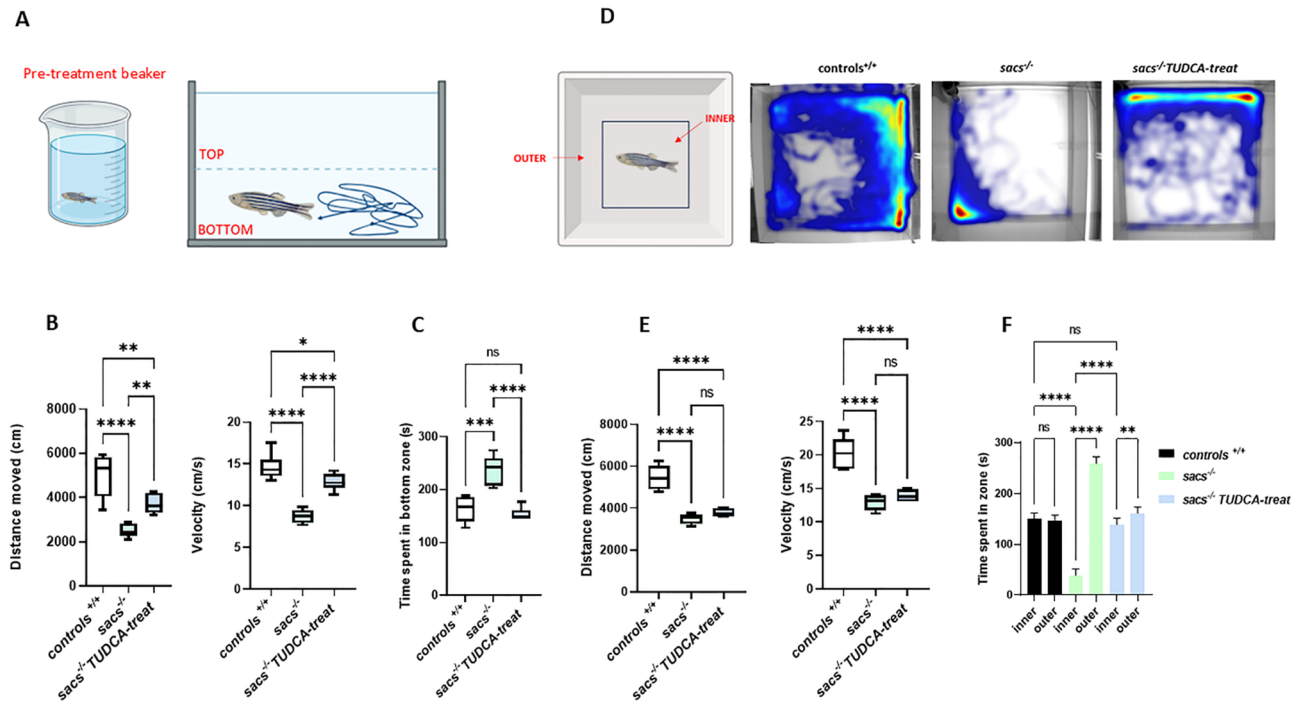 A
D
Pre-treatment beaker
TOP
BOTTOM
OUTER
INNER
controls+/+
sacs-/-
sacs-/-TUDCA-treat
B
Distance moved (cm)
8000
6000
4000
2000
0
**
**
****
controls +/+
sacs-/-
sacs-/-TUDCA-treat
Velocity (cm/s)
20
15
10
5
0
*
****
****
controls +/+
sacs-/-
sacs-/-TUDCA-treat
C
Time spent in bottom zone (s)
300
200
100
0
ns
****
***
controls +/+
sacs-/-
sacs-/-TUDCA-treat
E
Distance moved (cm)
8000
6000
4000
2000
0
****
ns
****
controls+/+
sacs-/-
sacs-/-TUDCA-treat
Velocity (cm/s)
25
20
15
10
5
0
****
ns
****
controls+/+
sacs-/-
sacs-/-TUDCA-treat
F
Time spent in zone (s)
300
200
100
0
ns
****
****
ns
****
**
inner
outer
inner
outer
inner
outer
controls +/+
sacs-/-
sacs-/- TUDCA-treat